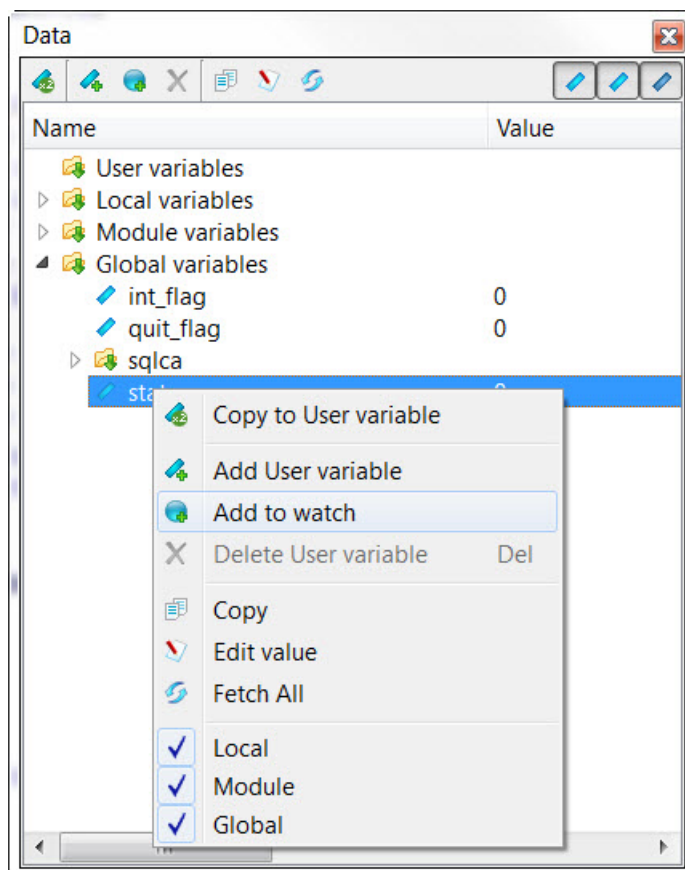 Data
Name Value
User variables
Local variables
Module variables
Global variables
int_flag 0
quit_flag 0
sqlca
Copy to User variable
Add User variable
Add to watch
Delete User variable Del
Copy
Edit value
Fetch All
Local
Module
Global